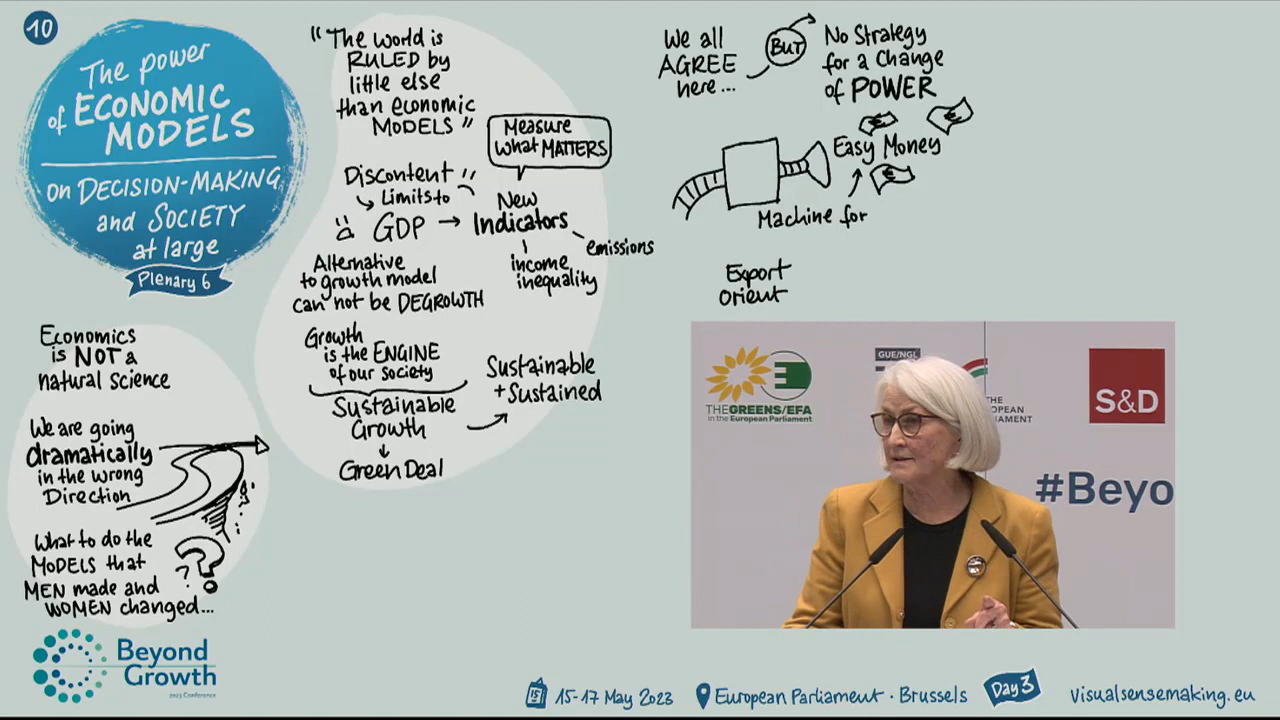 10
The power
of ECONOMIC
MODELS
on DECISION-MAKING
and SOCIETY
at large
Plenary 6
Economics
is NOT a
natural science
We are going
dramatically
in the wrong
Direction
What to do the
MODELS that
MEN made and
WOMEN changed...
?
?
"The world is
RULED by
little else
than economic
MODELS"
Measure
what MATTERS
Discontent
Limits to
GDP → New
Indicators
income
inequality
emissions
Alternative
to growth model
can not be DEGROWTH
Growth
is the ENGINE
of our society
Sustainable
Growth
Green Deal
Sustainable
+ Sustained
We all
AGREE
here...
BUT
No Strategy
for a Change
of POWER
€
€
€
Easy Money
Machine for
Export
Orient
THE GREENS/EFA
in the European Parliament
GUE/NGL
THE
PEAN
AMENT
S&D
#Beyo
Beyond
Growth
2023 Conference
15
15-17 May 2023
European Parliament · Brussels
Day 3
visualsensemaking.eu